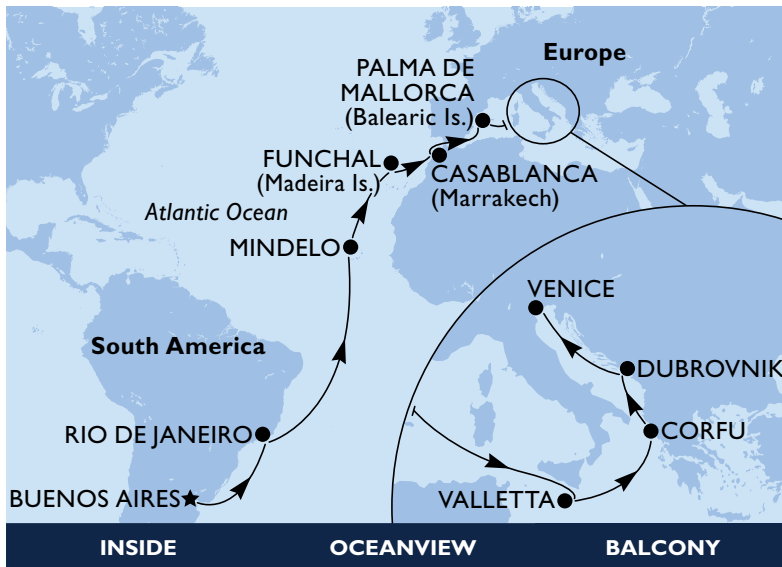 Europe
PALMA DE
MALLORCA
(Balearic Is.)
FUNCHAL
(Madeira Is.)
CASABLANCA
(Marrakech)
Atlantic Ocean
MINDELO
VENICE
South America
DUBROVNIK
RIO DE JANEIRO
CORFU
BUENOS AIRES
VALLETTA
INSIDE OCEANVIEW BALCONY